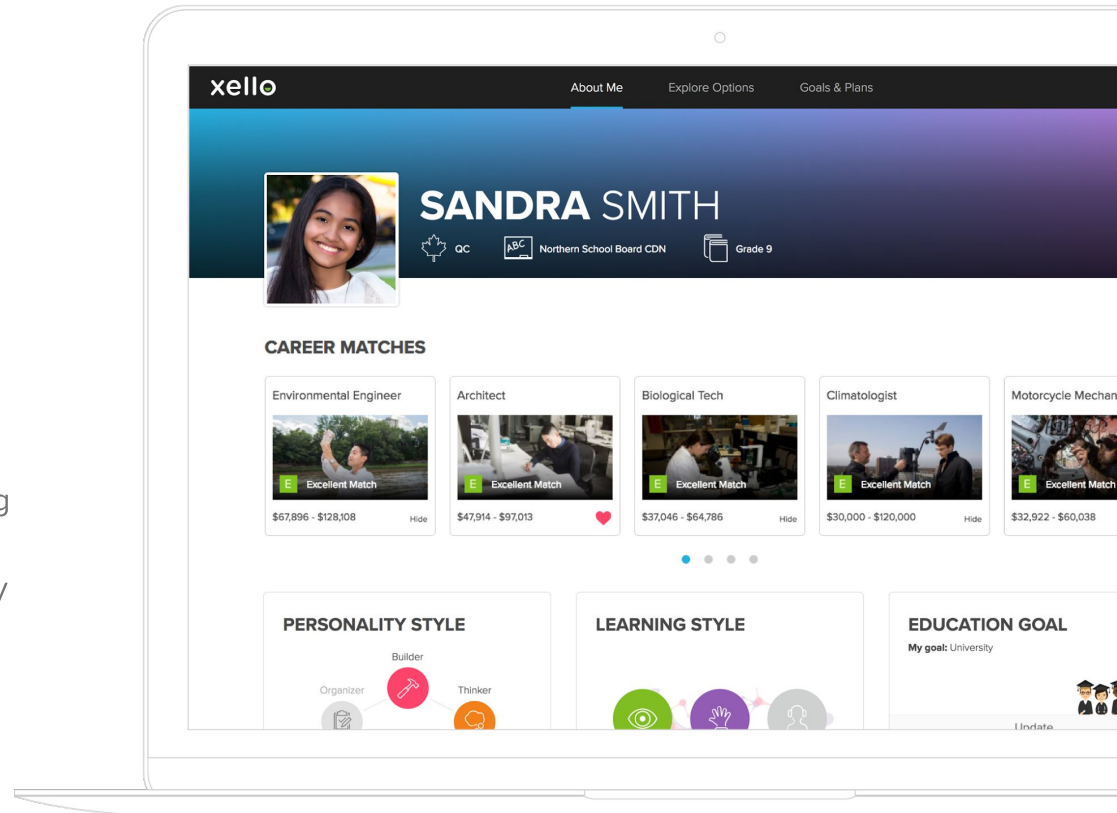 xello
About Me Explore Options Goals & Plans
SANDRA SMITH
QC ABC Northern School Board CDN Grade 9
CAREER MATCHES
Environmental Engineer Architect Biological Tech Climatologist Motorcycle Mechan
E Excellent Match E Excellent Match E Excellent Match E Excellent Match E Excellent Match
$67,896 - $128,108 Hide $47,914 - $97,013 $37,046 - $64,786 Hide $30,000 - $120,000 Hide $32,922 - $60,038
g
y
PERSONALITY STYLE LEARNING STYLE EDUCATION GOAL
My goal: University
Builder
Organizer Thinker
Update